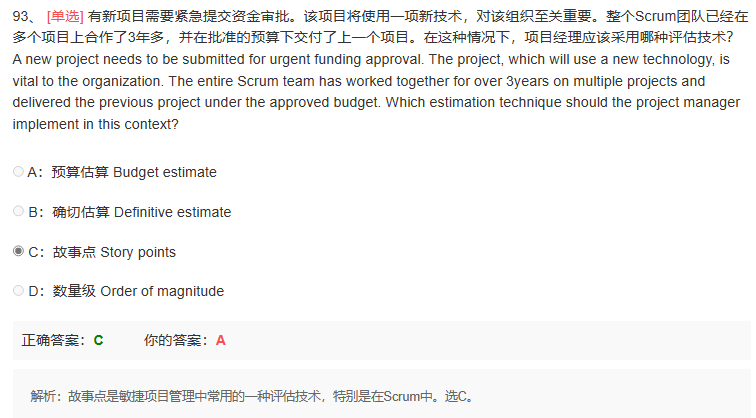 93、 [单选] 有新项目需要紧急提交资金审批。该项目将使用一项新技术，对该组织至关重要。整个Scrum团队已经在
多个项目上合作了3年多，并在批准的预算下交付了上一个项目。在这种情况下，项目经理应该采用哪种评估技术？
A new project needs to be submitted for urgent funding approval. The project, which will use a new technology, is
vital to the organization. The entire Scrum team has worked together for over 3years on multiple projects and
delivered the previous project under the approved budget. Which estimation technique should the project manager
implement in this context?
A：预算估算 Budget estimate
B：确切估算 Definitive estimate
C：故事点 Story points
D：数量级 Order of magnitude
正确答案：C 你的答案：A
解析：故事点是敏捷项目管理中常用的一种评估技术，特别是在Scrum中。选C。